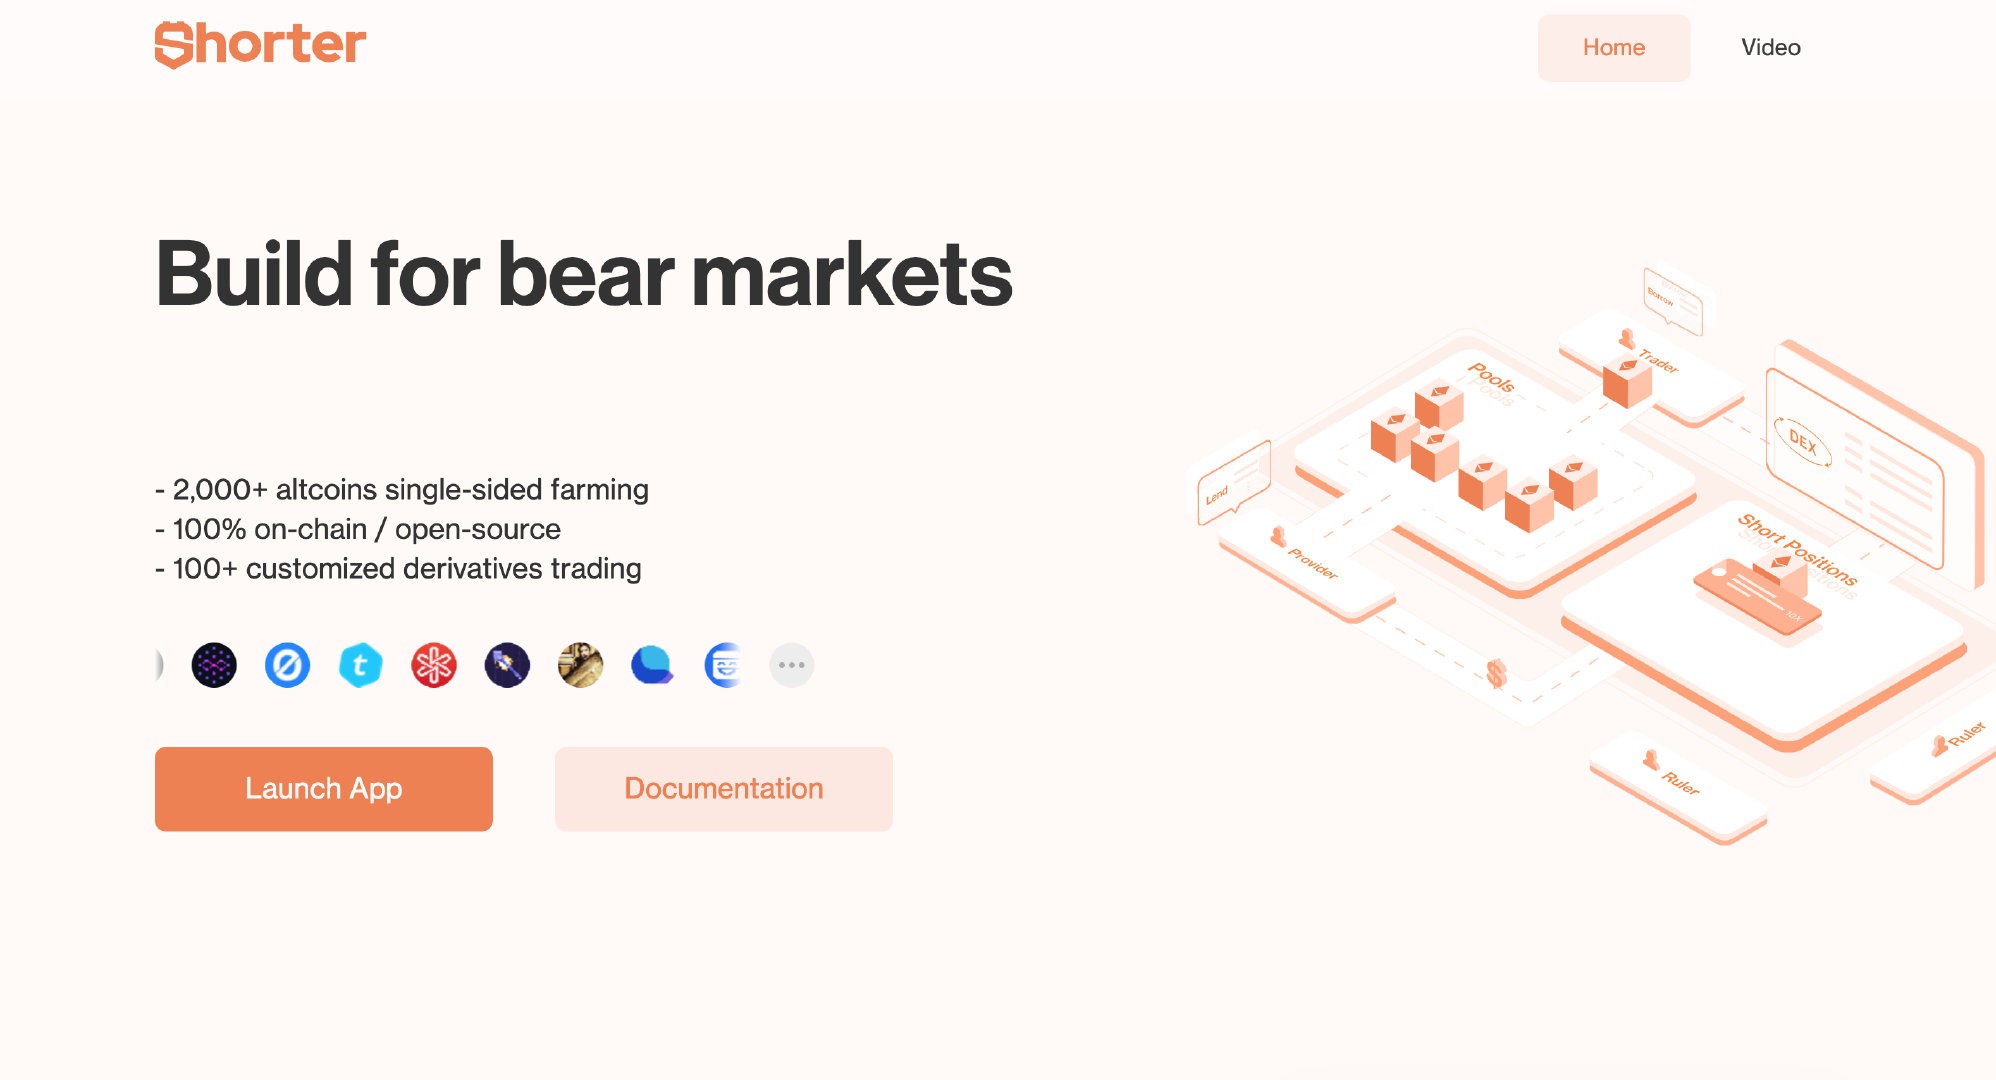 Shorter
Home
Video
Build for bear markets
- 2,000+ altcoins single-sided farming
- 100% on-chain / open-source
- 100+ customized derivatives trading
Launch App
Documentation
Borrow
Trader
Pools
DEX
Lend
Provider
Short Positions
10X
$
Ruler
Ruler